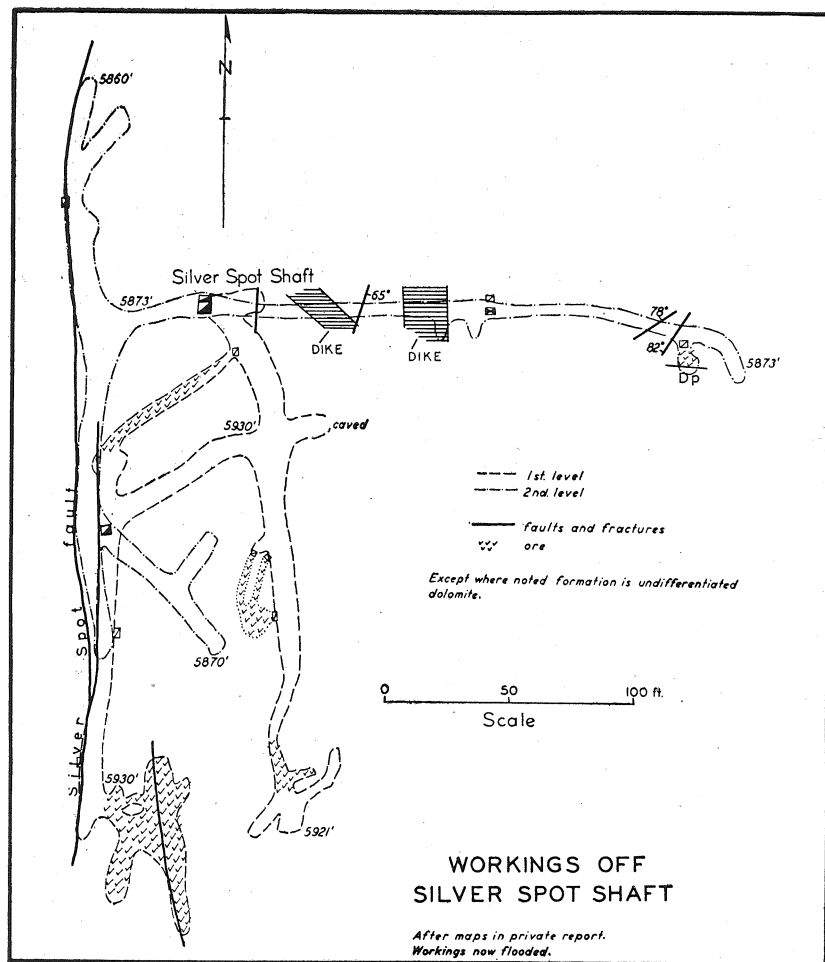 5860'
N
Silver Spot Shaft
5873'
65°
DIKE
DIKE
78°
82°
5873'
Dp
5930'
caved
1st. level
2nd. level
faults and fractures
ore
Except where noted formation is undifferentiated
dolomite.
Silver Spot fault
5870'
0 50 100 ft.
Scale
5930'
5921'
WORKINGS OFF
SILVER SPOT SHAFT
After maps in private report.
Workings now flooded.